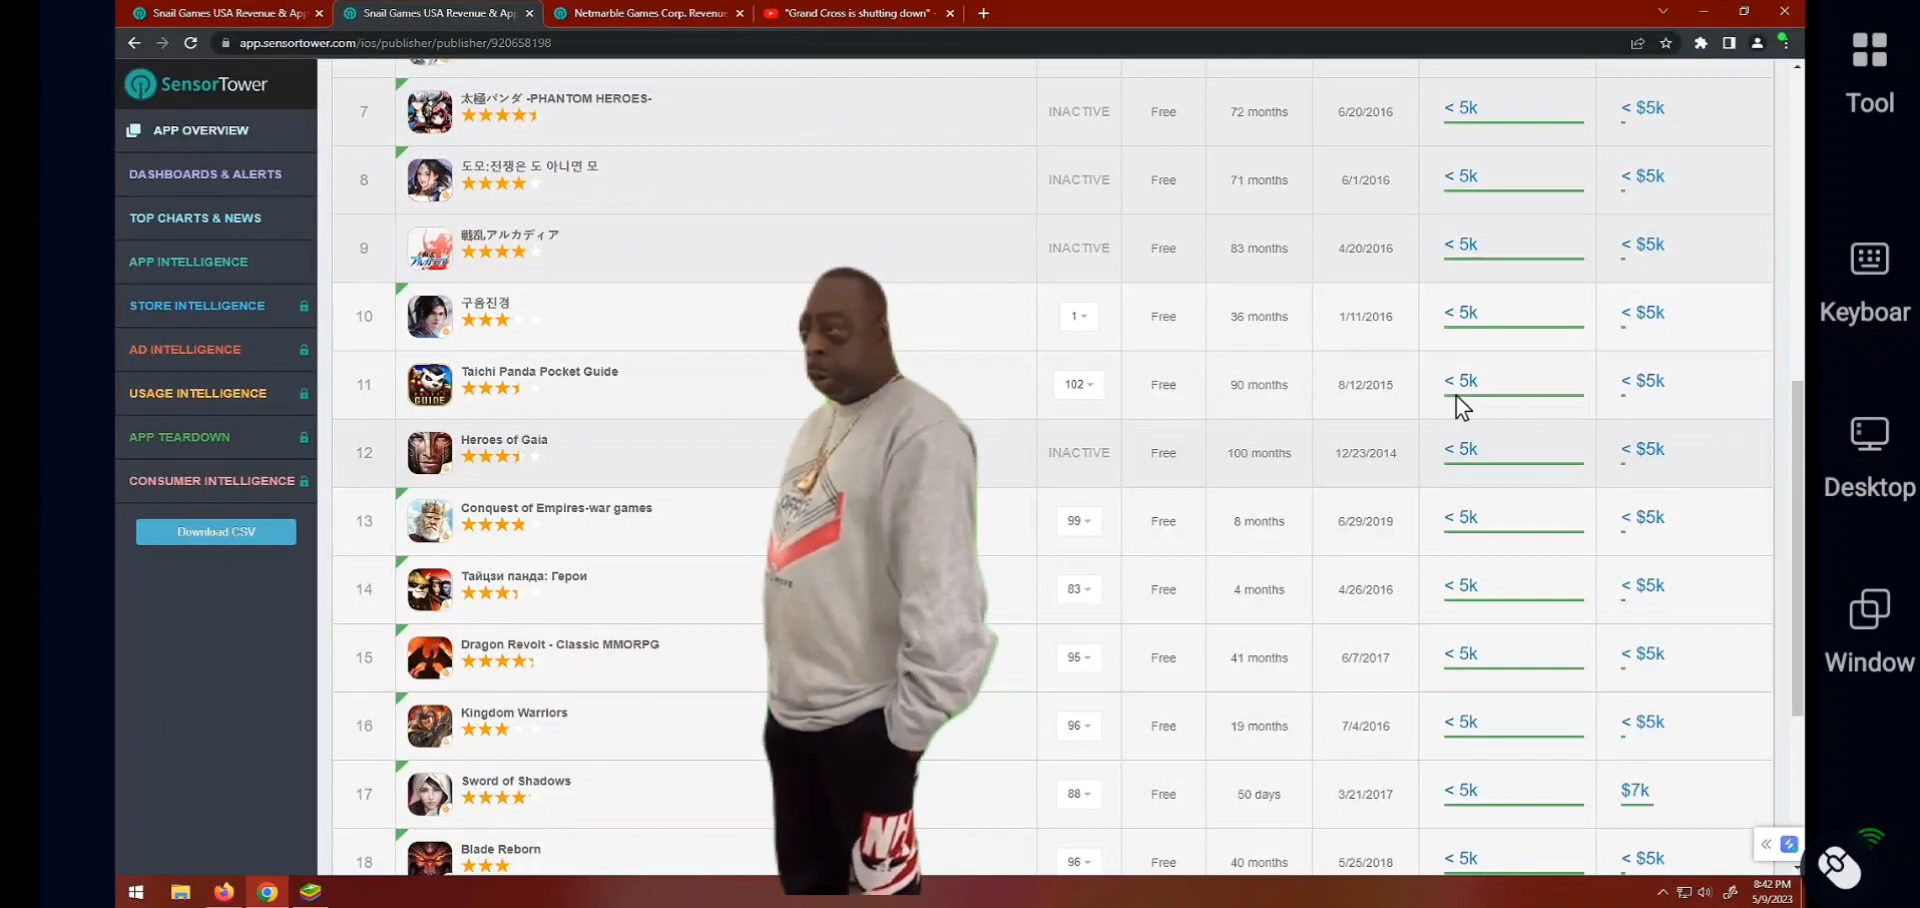 Snail Games USA Revenue & App
Snail Games USA Revenue & App
Netmarble Games Corp. Revenue
"Grand Cross is shutting down" -
app.sensortower.com/ios/publisher/publisher/920658198
SensorTower
APP OVERVIEW
DASHBOARDS & ALERTS
TOP CHARTS & NEWS
APP INTELLIGENCE
STORE INTELLIGENCE
AD INTELLIGENCE
USAGE INTELLIGENCE
APP TEARDOWN
CONSUMER INTELLIGENCE
Download CSV
7 太極パンダ -PHANTOM HEROES- INACTIVE Free 72 months 6/20/2016 < 5k < $5k
8 도모:전쟁은 도 아니면 모 INACTIVE Free 71 months 6/1/2016 < 5k < $5k
9 戦乱アルカディア INACTIVE Free 83 months 4/20/2016 < 5k < $5k
10 구음진경 1 Free 36 months 1/11/2016 < 5k < $5k
11 Taichi Panda Pocket Guide 102 Free 90 months 8/12/2015 < 5k < $5k
GUIDE
12 Heroes of Gaia INACTIVE Free 100 months 12/23/2014 < 5k < $5k
13 Conquest of Empires-war games 99 Free 8 months 6/29/2019 < 5k < $5k
14 Тайцзи панда: Герои 83 Free 4 months 4/26/2016 < 5k < $5k
15 Dragon Revolt - Classic MMORPG 95 Free 41 months 6/7/2017 < 5k < $5k
16 Kingdom Warriors 96 Free 19 months 7/4/2016 < 5k < $5k
17 Sword of Shadows 88 Free 50 days 3/21/2017 < 5k $7k
18 Blade Reborn 96 Free 40 months 5/25/2018 < 5k < $5k
Tool
Keyboar
Desktop
Window
8:42 PM
5/9/2023